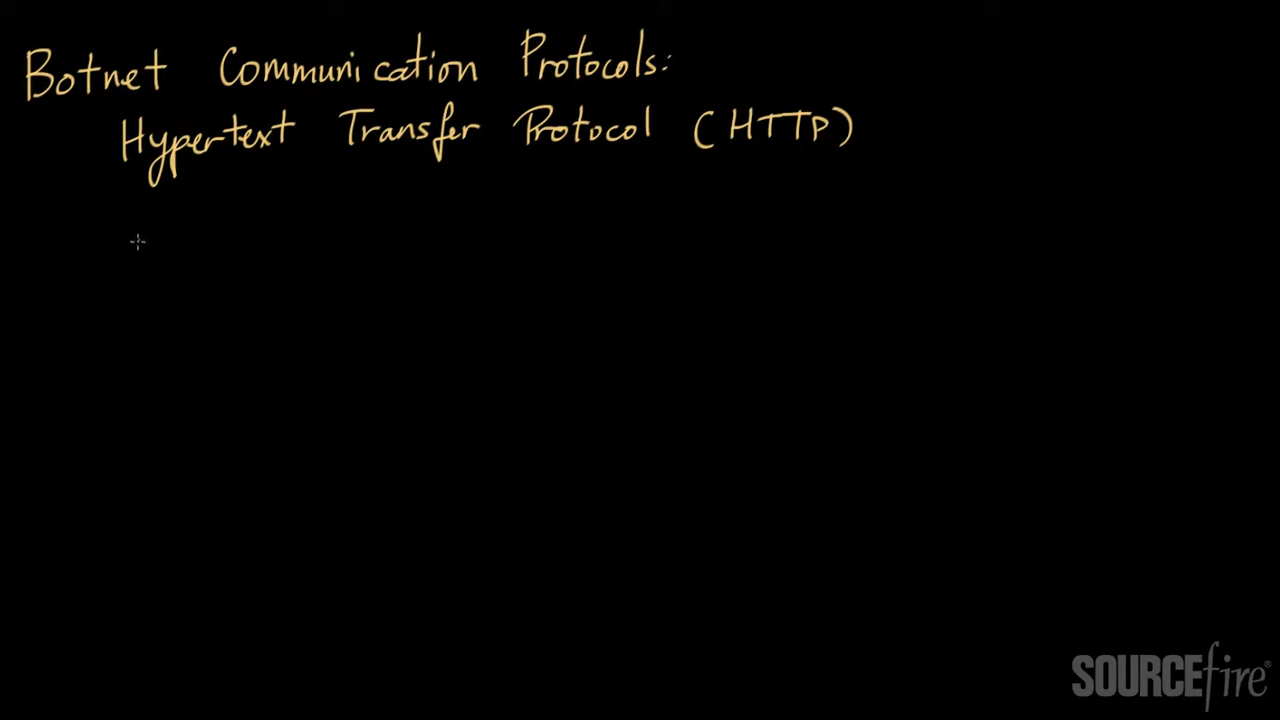 Botnet Communication Protocols:
Hypertext Transfer Protocol (HTTP)
SOURCEfire®